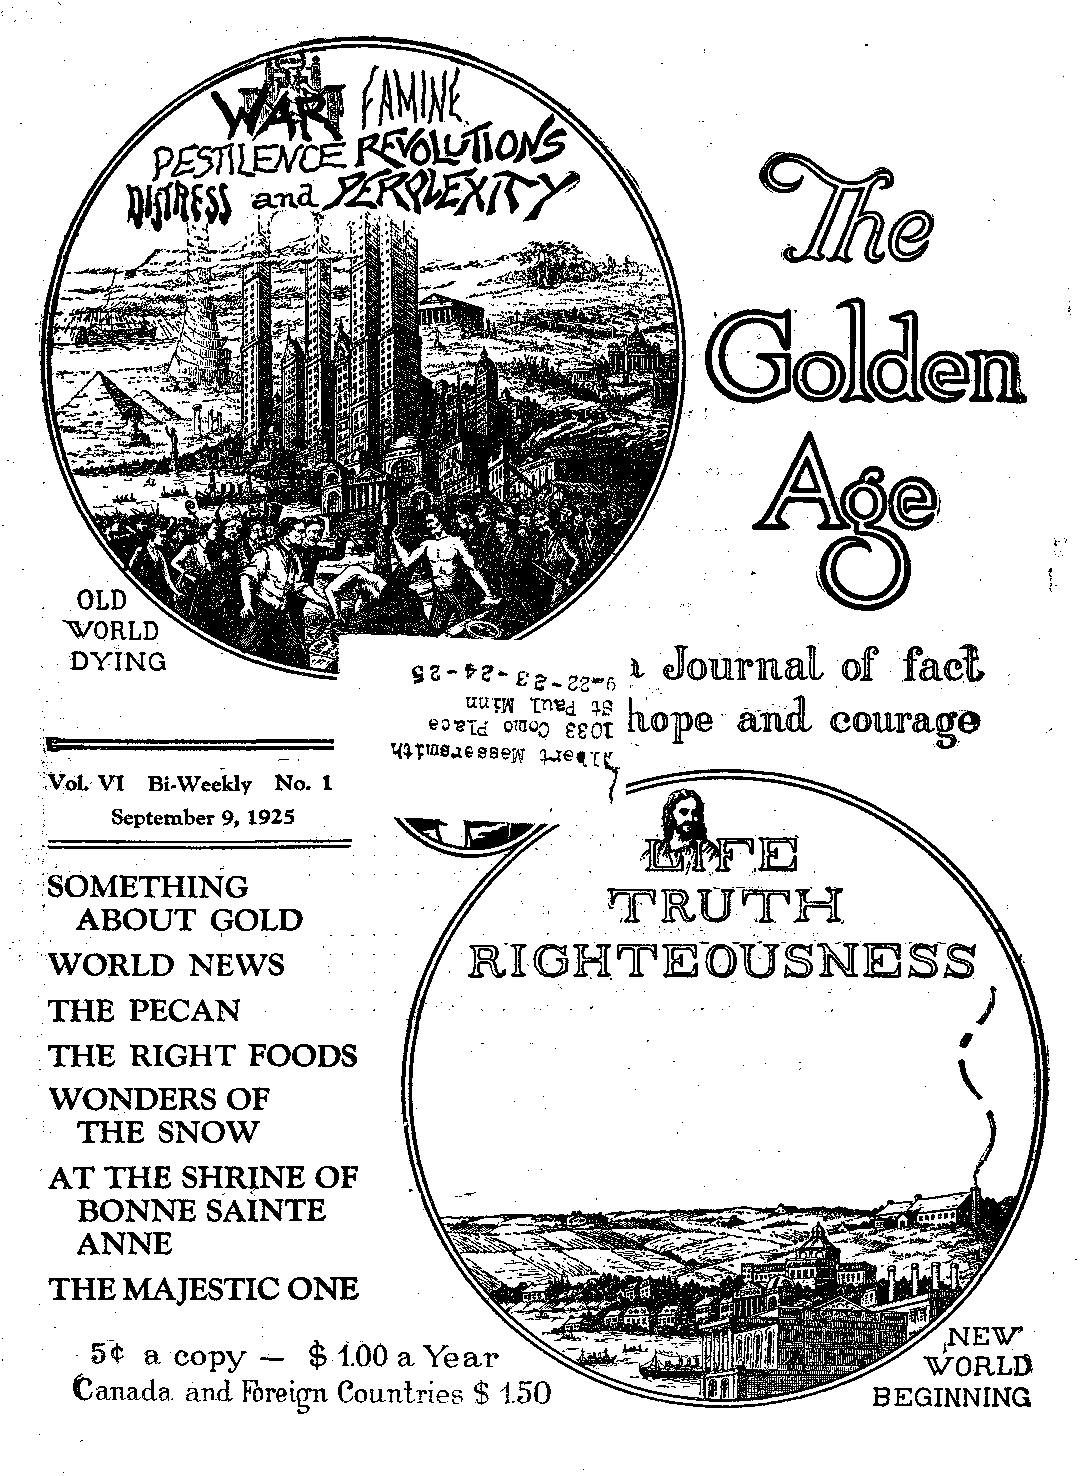 WAR FAMINE
PESTILENCE REVOLUTIONS
DISTRESS and PERPLEXITY
The
Golden
Age
OLD
WORLD
DYING
Journal of fact
hope and courage
Albert Messersmith
1033 Como Place
St Paul Minn
9-22-23-24-25
Vol. VI Bi-Weekly No. 1
September 9, 1925
SOMETHING
ABOUT GOLD
WORLD NEWS
THE PECAN
THE RIGHT FOODS
WONDERS OF
THE SNOW
AT THE SHRINE OF
BONNE SAINTE
ANNE
THE MAJESTIC ONE
5¢ a copy — $1.00 a Year
Canada and Foreign Countries $1.50
LIFE
TRUTH
RIGHTEOUSNESS
NEW
WORLD
BEGINNING